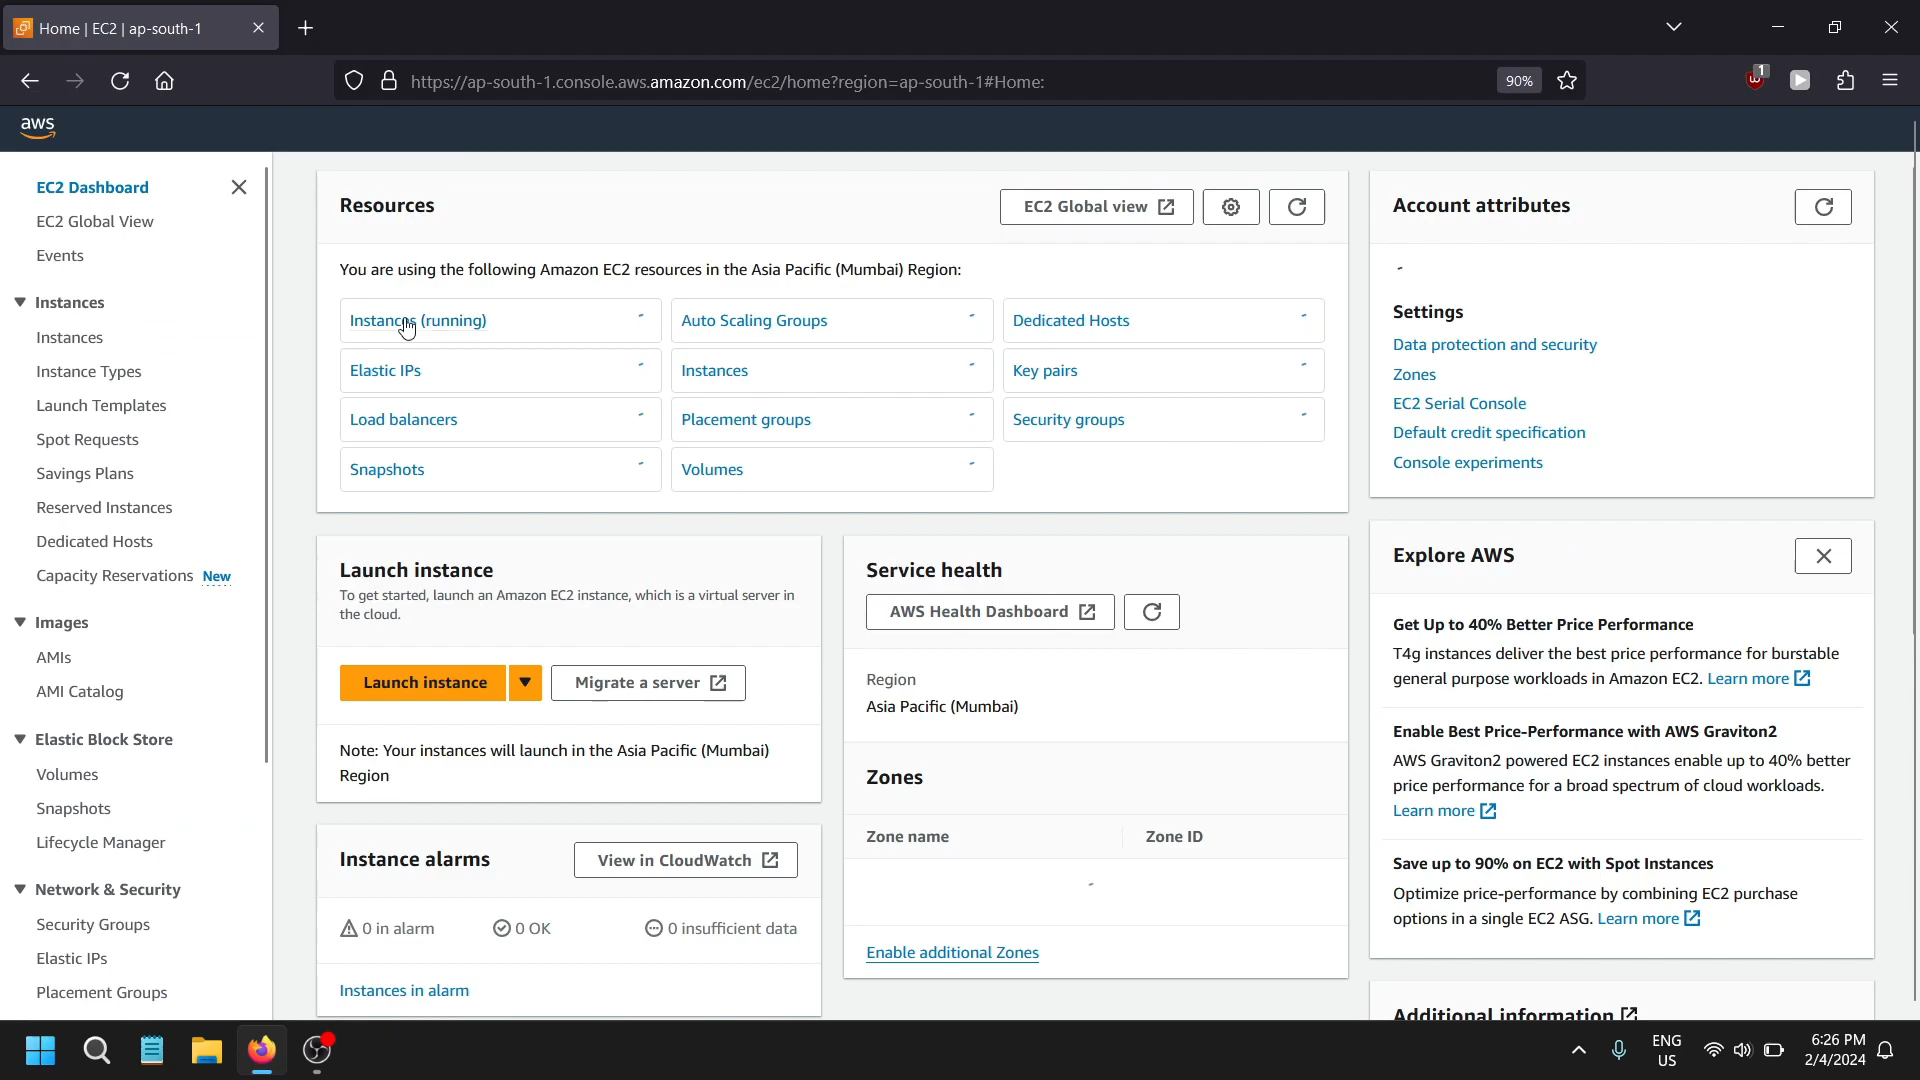 Home | EC2 | ap-south-1
https://ap-south-1.console.aws.amazon.com/ec2/home?region=ap-south-1#Home:
90%
1
aws
EC2 Dashboard
EC2 Global View
Events
Instances
Instances
Instance Types
Launch Templates
Spot Requests
Savings Plans
Reserved Instances
Dedicated Hosts
Capacity Reservations New
Images
AMIs
AMI Catalog
Elastic Block Store
Volumes
Snapshots
Lifecycle Manager
Network & Security
Security Groups
Elastic IPs
Placement Groups
Resources
EC2 Global view
You are using the following Amazon EC2 resources in the Asia Pacific (Mumbai) Region:
Instances (running) -
Auto Scaling Groups -
Dedicated Hosts -
Elastic IPs -
Instances -
Key pairs -
Load balancers -
Placement groups -
Security groups -
Snapshots -
Volumes -
Launch instance
To get started, launch an Amazon EC2 instance, which is a virtual server in
the cloud.
Launch instance
Migrate a server
Note: Your instances will launch in the Asia Pacific (Mumbai)
Region
Instance alarms
View in CloudWatch
0 in alarm
0 OK
0 insufficient data
Instances in alarm
Service health
AWS Health Dashboard
Region
Asia Pacific (Mumbai)
Zones
Zone name
Zone ID
-
Enable additional Zones
Account attributes
-
Settings
Data protection and security
Zones
EC2 Serial Console
Default credit specification
Console experiments
Explore AWS
Get Up to 40% Better Price Performance
T4g instances deliver the best price performance for burstable
general purpose workloads in Amazon EC2. Learn more
Enable Best Price-Performance with AWS Graviton2
AWS Graviton2 powered EC2 instances enable up to 40% better
price performance for a broad spectrum of cloud workloads.
Learn more
Save up to 90% on EC2 with Spot Instances
Optimize price-performance by combining EC2 purchase
options in a single EC2 ASG. Learn more
Additional information
ENG
US
6:26 PM
2/4/2024